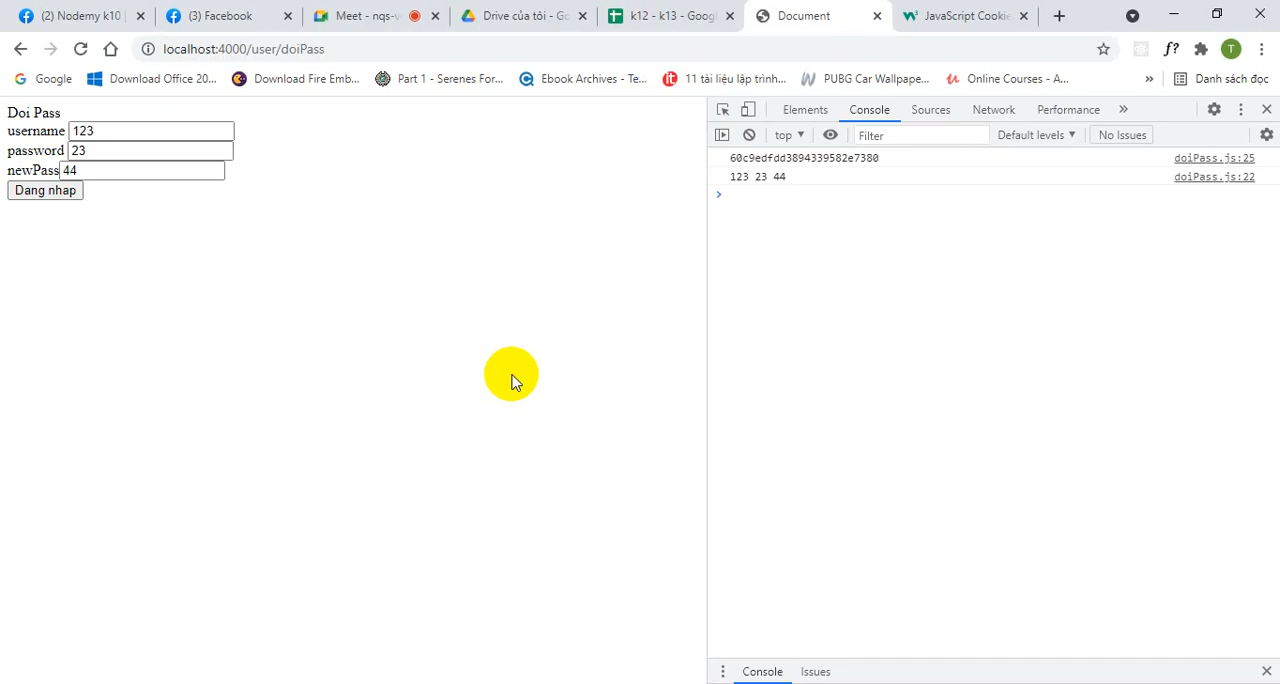 (2) Nodemy k10
(3) Facebook
Meet - nqs-
Drive của tôi - Go
k12 - k13 - Goog
Document
JavaScript Cookie
localhost:4000/user/doiPass
f?
T
Google
Download Office 20...
Download Fire Emb...
Part 1 - Serenes For...
Ebook Archives - Te...
it
11 tài liệu lập trình...
PUBG Car Wallpape...
Online Courses - A...
»
Danh sách đọc
Doi Pass
username 123
password 23
newPass 44
Dang nhap
Elements
Console
Sources
Network
Performance
»
top
Filter
Default levels
No Issues
60c9edfdd3894339582e7380
doiPass.js:25
123 23 44
doiPass.js:22
>
Console
Issues